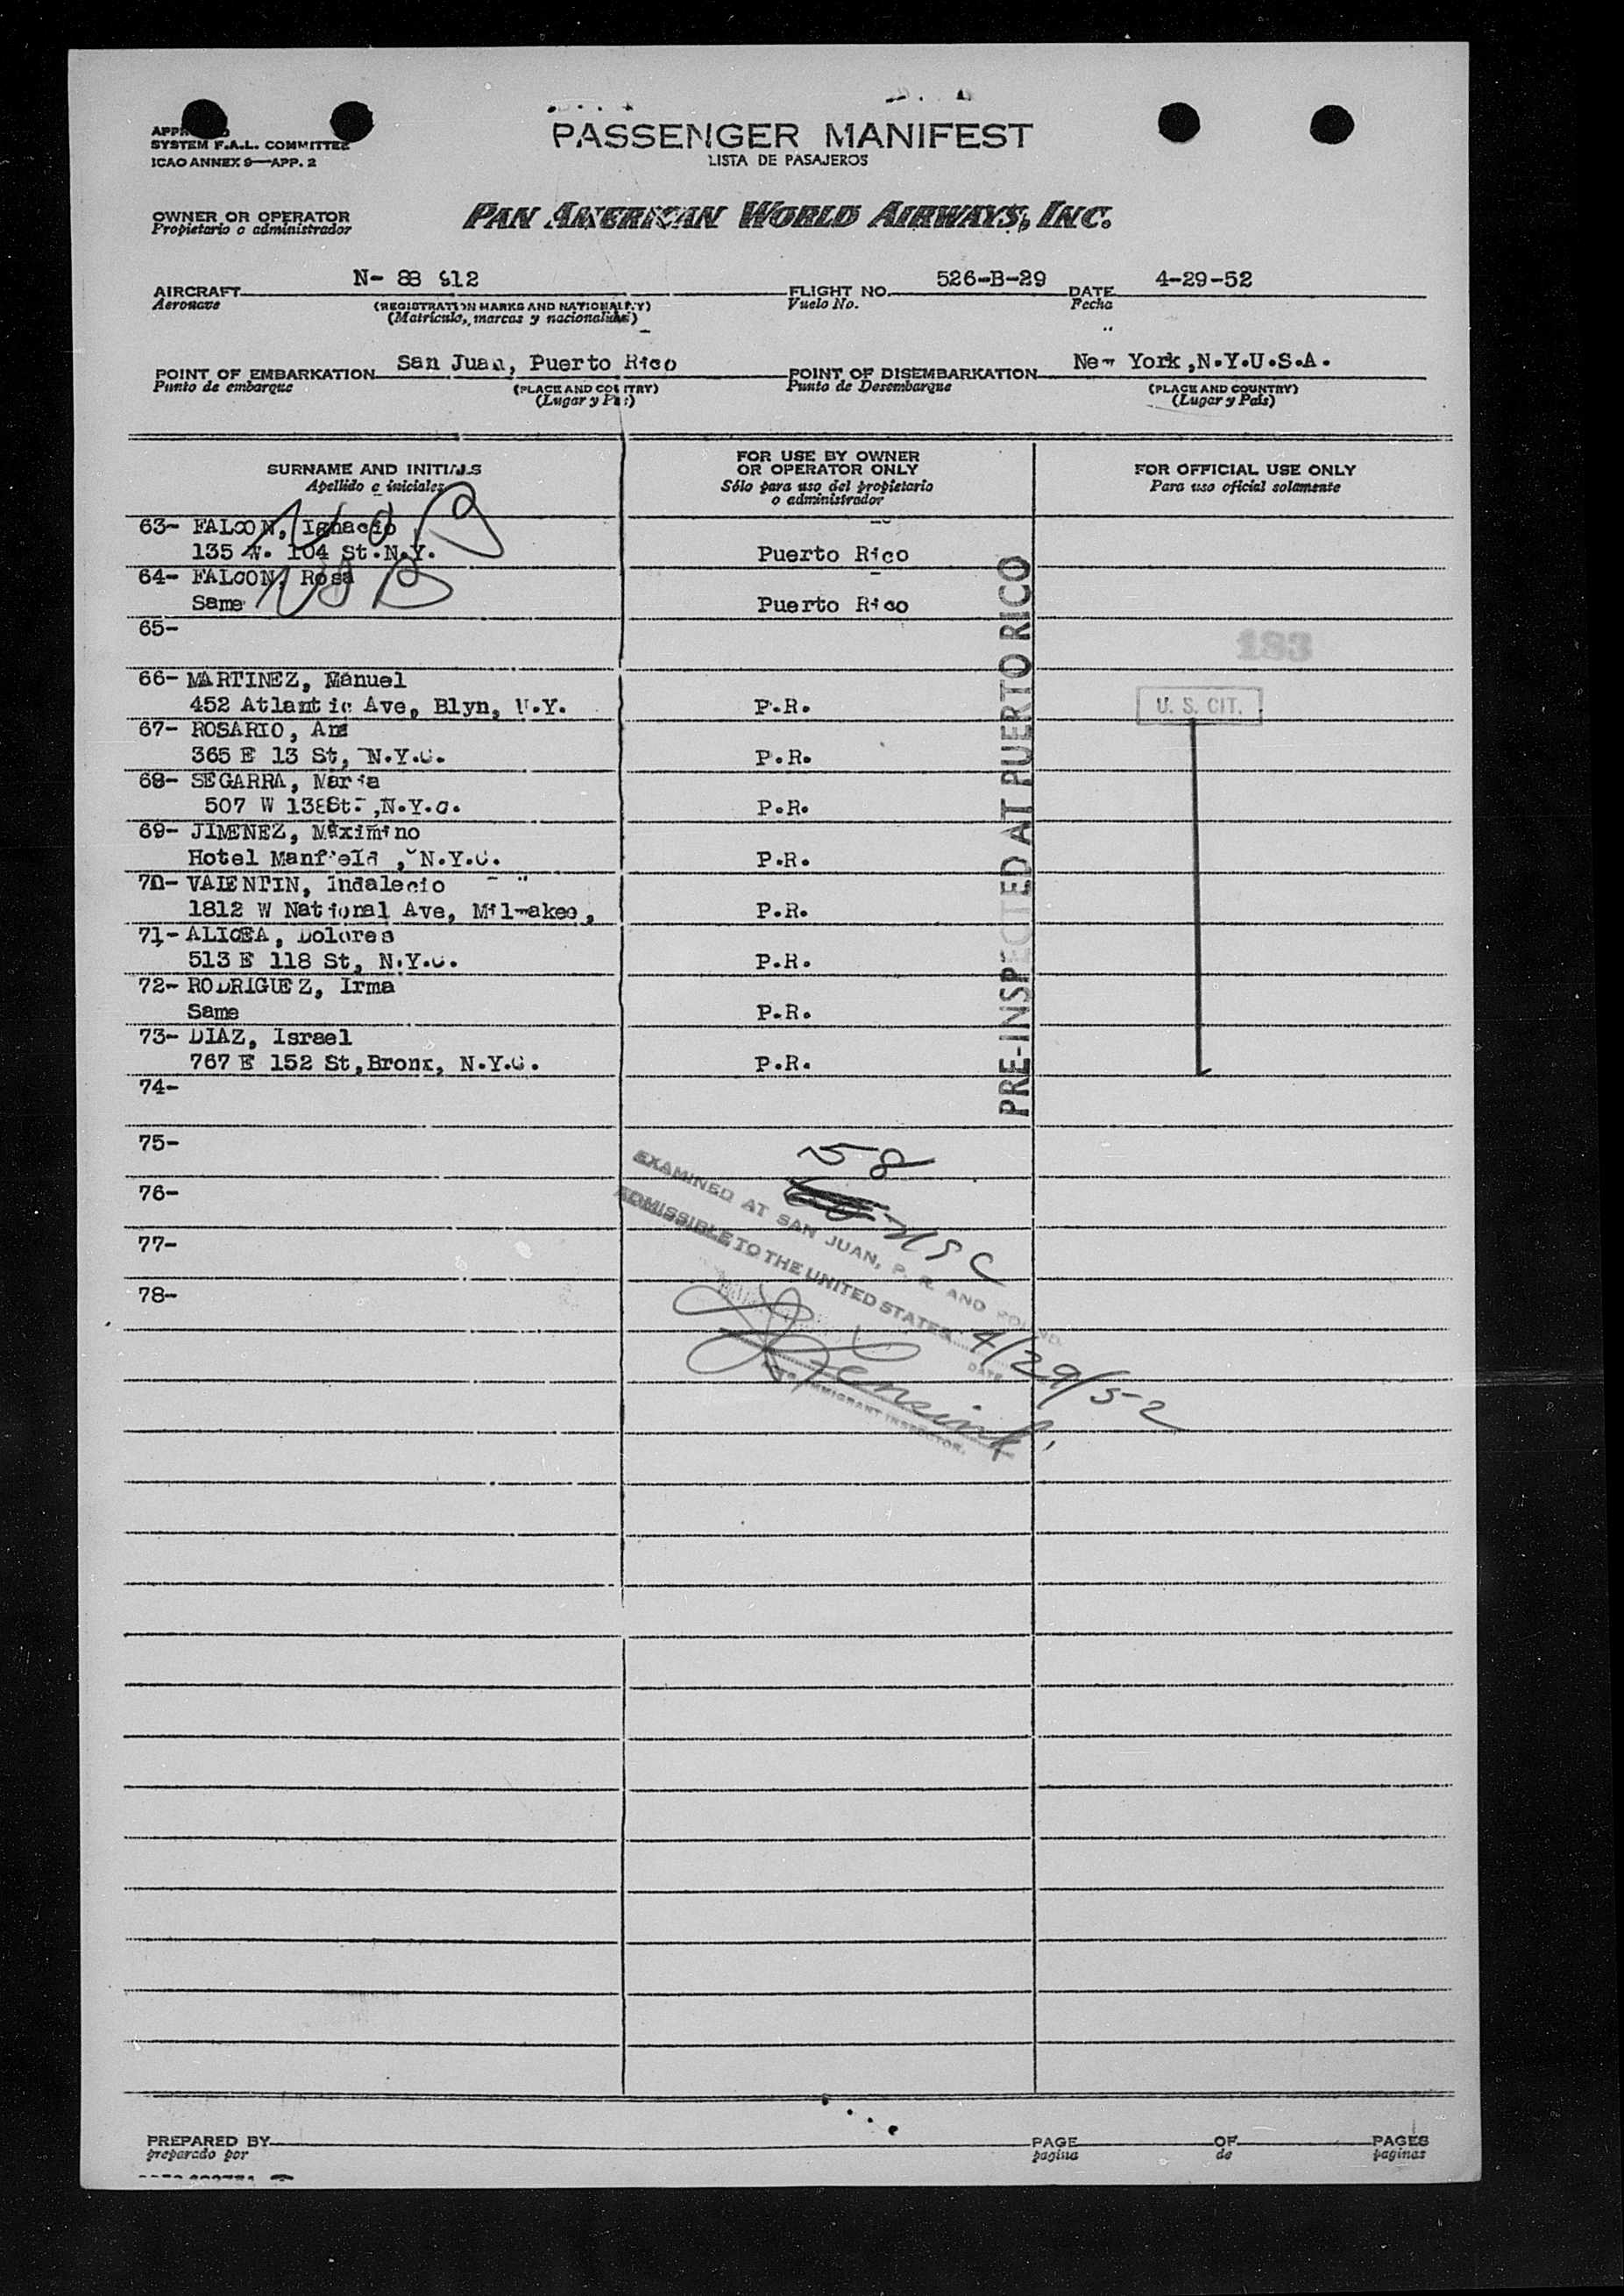 PASSENGER MANIFEST
LISTA DE PASAJEROS
SYSTEM F.A.L. COMMITTEE
ICAO ANNEX 9—APP. 2
OWNER OR OPERATOR
Propietario o administrador
PAN AMERICAN WORLD AIRWAYS, INC.
AIRCRAFT N- 88 912 FLIGHT NO. 526-B-29 DATE 4-29-52
Aeronave (REGISTRATION MARKS AND NATIONALITY) Vuelo No. Fecha
(Matrícula, marcas y nacionalidad)
POINT OF EMBARKATION San Juan, Puerto Rico POINT OF DISEMBARKATION New York ,N.Y.U.S.A.
Punto de embarque (PLACE AND COUNTRY) Punto de Desembarque (PLACE AND COUNTRY)
(Lugar y País) (Lugar y País)
SURNAME AND INITIALS
Apellido e iniciales
FOR USE BY OWNER
OR OPERATOR ONLY
Sólo para uso del propietario
o administrador
FOR OFFICIAL USE ONLY
Para uso oficial solamente
63- FALCON, Ignacio
135 W. 104 St.N.Y. Puerto Rico
64- FALCON, Rosa
Same Puerto Rico
65-
183
66- MARTINEZ, Manuel
452 Atlantic Ave, Blyn, N.Y. P.R. U. S. CIT.
67- ROSARIO, Ana
365 E 13 St, N.Y.C. P.R.
68- SEGARRA, Maria
507 W 138St. ,N.Y.C. P.R.
69- JIMENEZ, Maximino
Hotel Manfield , N.Y.C. P.R.
70- VALENTIN, Indalecio
1812 W National Ave, Milwakee, P.R.
71- ALICEA, Dolores
513 E 118 St, N.Y.C. P.R.
72- RODRIGUEZ, Irma
Same P.R.
73- DIAZ, Israel
767 E 152 St,Bronx, N.Y.C. P.R.
PRE-INSPECTED AT PUERTO RICO
74-
75-
76-
77-
78-
58
USC
EXAMINED AT SAN JUAN, P. R. AND FOUND
ADMISSIBLE TO THE UNITED STATES 4/29/52
DATE
IMMIGRANT INSPECTOR.
PREPARED BY PAGE OF PAGES
preparado por pagina de paginas